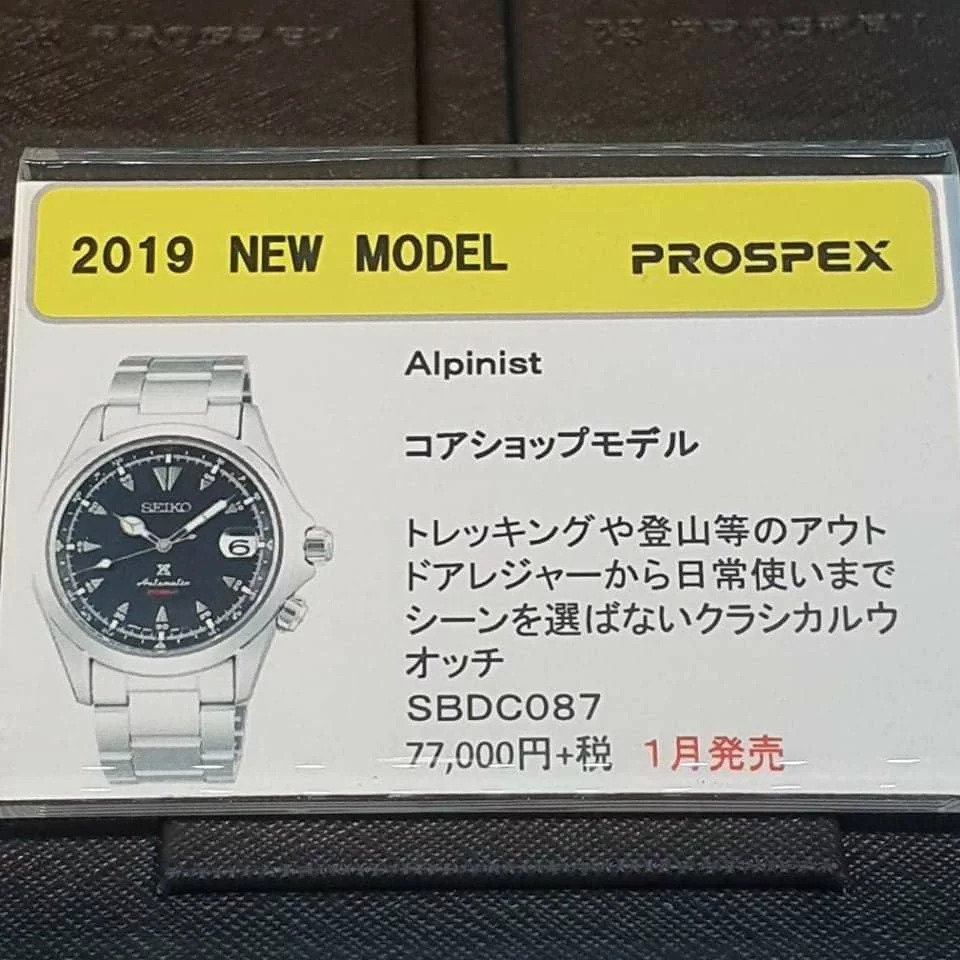 2019 NEW MODEL PROSPEX
Alpinist
コアショップモデル
トレッキングや登山等のアウト
ドアレジャーから日常使いまで
シーンを選ばないクラシカルウ
オッチ
SBDC087
77,000円+税 1月発売
SEIKO
6
Automatic